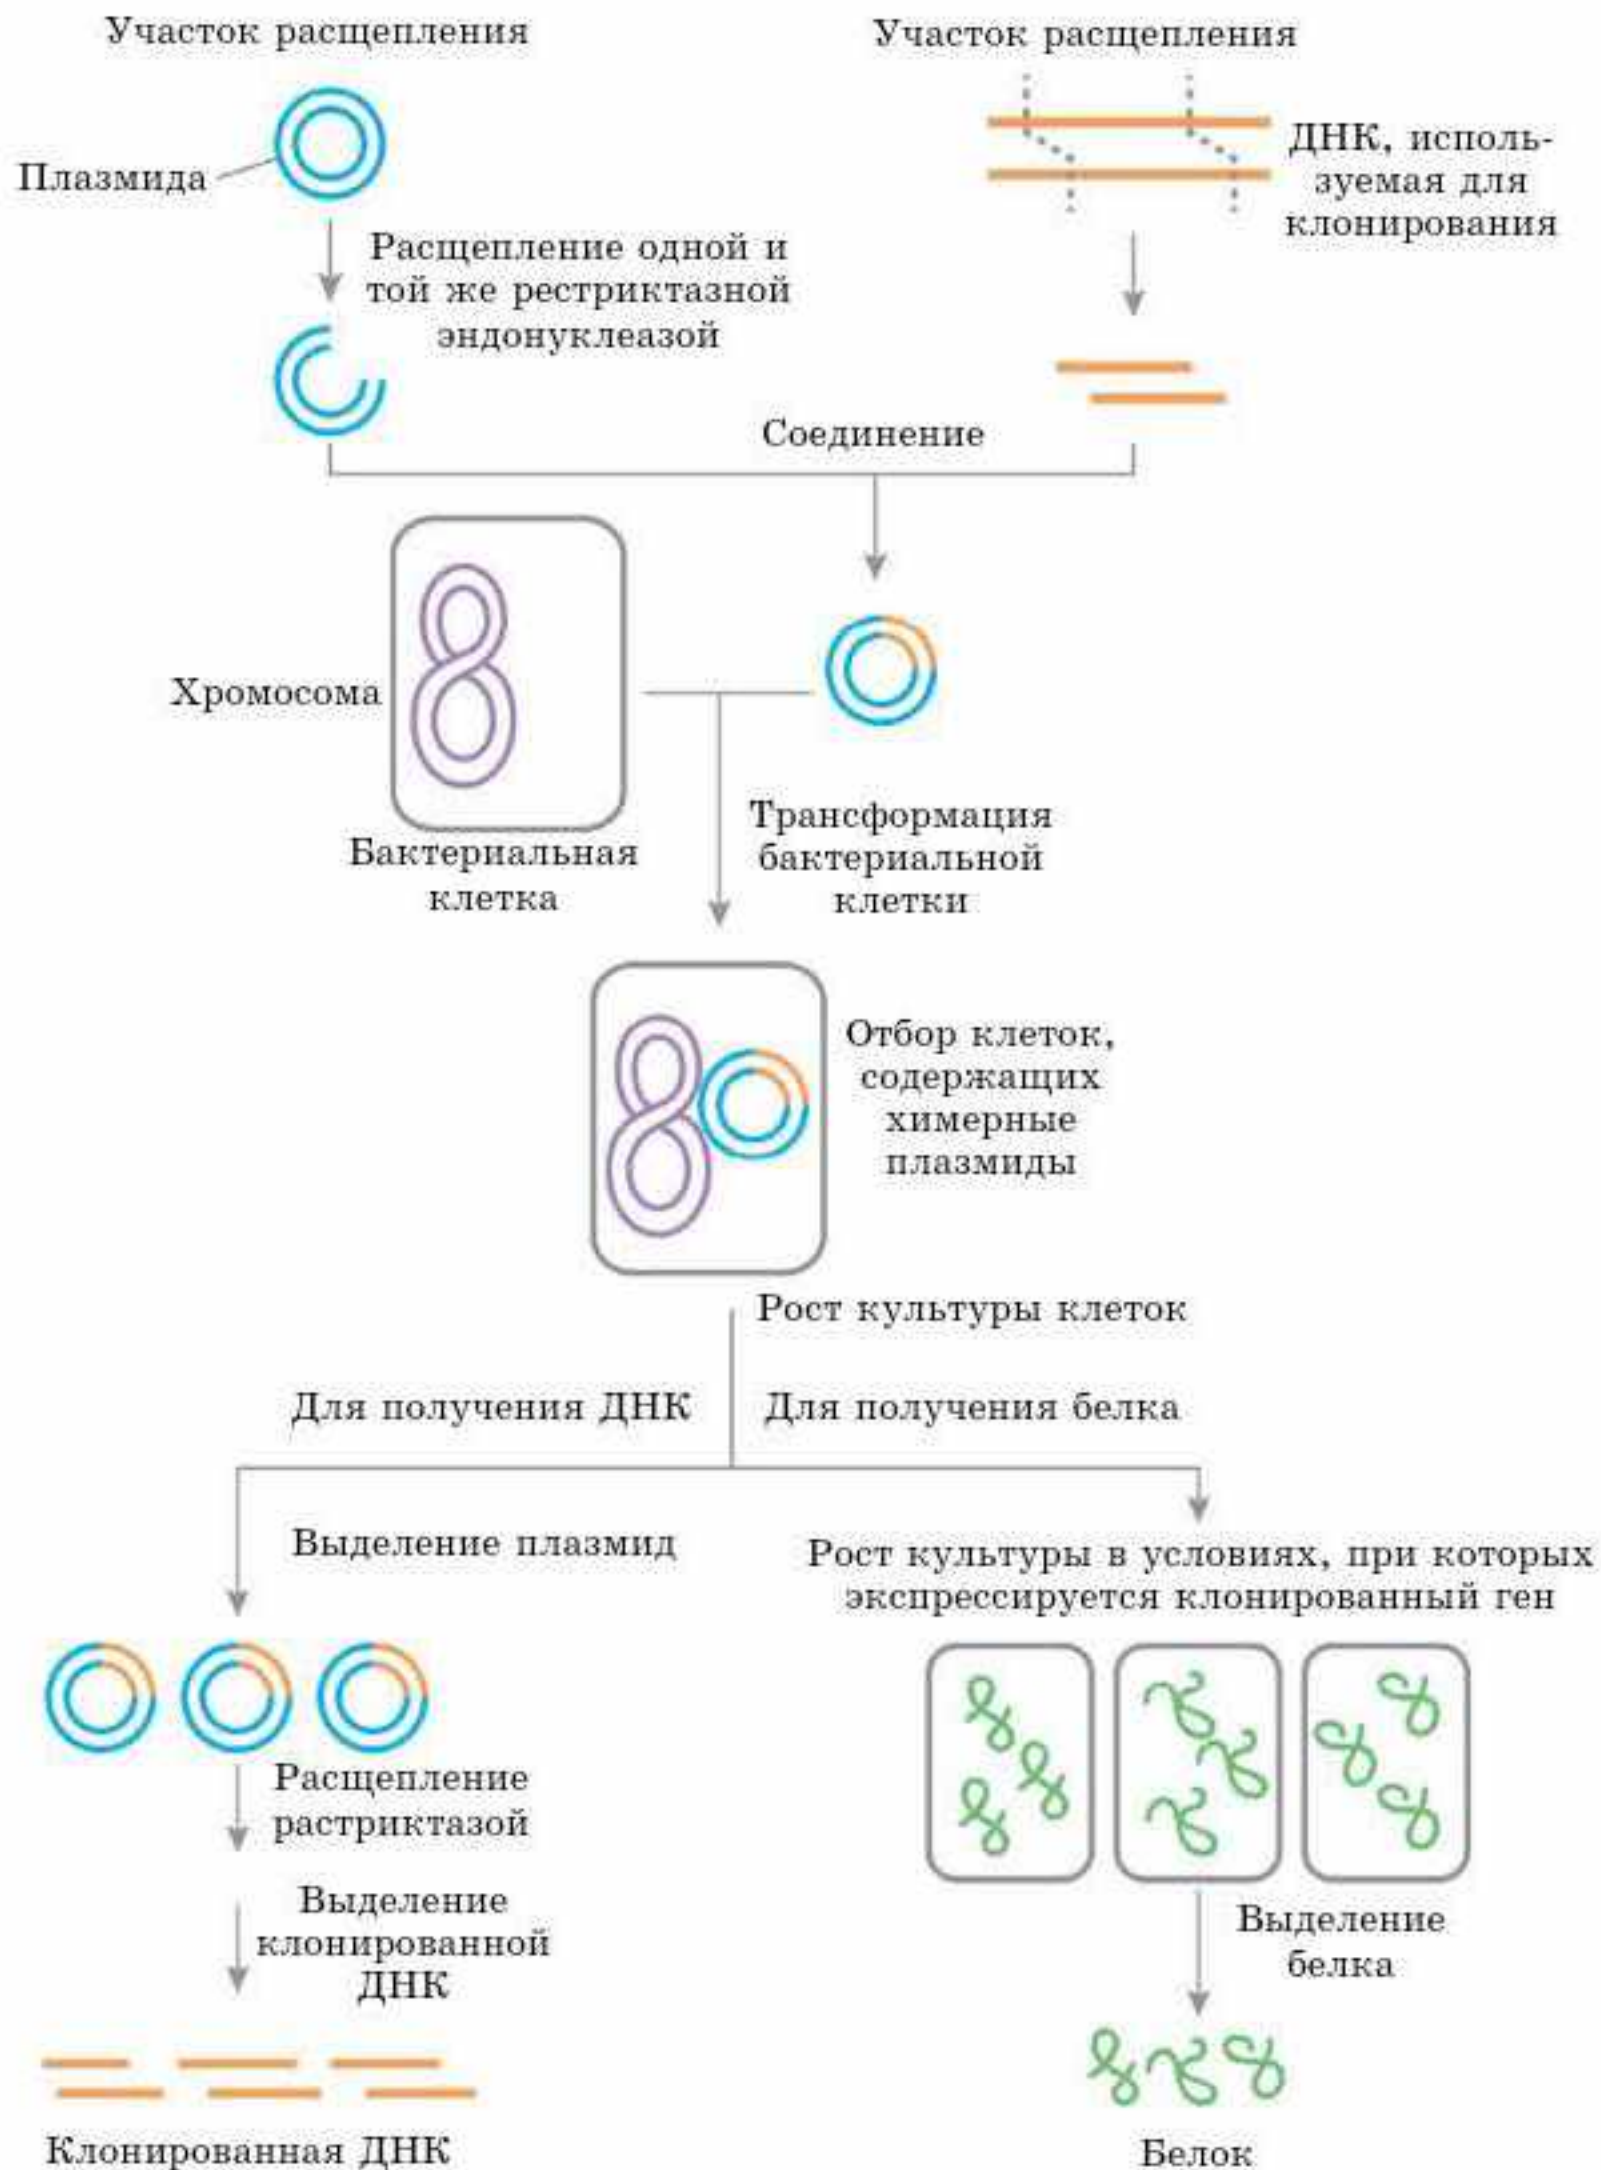 Участок расщепления
Участок расщепления
Плазмида
ДНК, исполь-
зуемая для
клонирования
Расщепление одной и
той же рестриктазной
эндонуклеазой
Соединение
Хромосома
Бактериальная
клетка
Трансформация
бактериальной
клетки
Отбор клеток,
содержащих
химерные
плазмиды
Рост культуры клеток
Для получения ДНК
Для получения белка
Выделение плазмид
Рост культуры в условиях, при которых
экспрессируется клонированный ген
Расщепление
растриктазой
Выделение
клонированной
ДНК
Выделение
белка
Клонированная ДНК
Белок